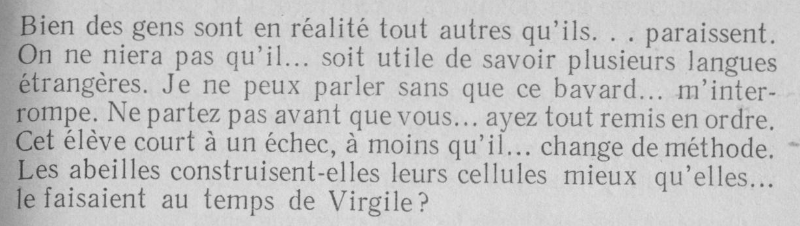 Bien des gens sont en réalité tout autres qu'ils. . . paraissent.
On ne niera pas qu'il... soit utile de savoir plusieurs langues
étrangères. Je ne peux parler sans que ce bavard... m'inter-
rompe. Ne partez pas avant que vous... ayez tout remis en ordre.
Cet élève court à un échec, à moins qu'il... change de méthode.
Les abeilles construisent-elles leurs cellules mieux qu'elles...
le faisaient au temps de Virgile ?